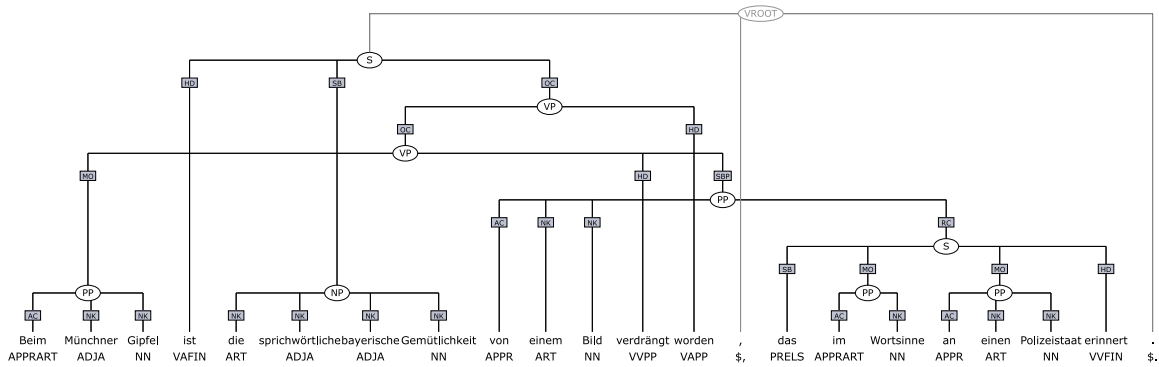 VROOT
S
HD SB OC
VP
OC HD
VP
MO HD SBP
PP
AC NK NK RC
S
SB MO MO HD
PP NP PP PP
AC NK NK NK NK NK NK AC NK AC NK NK
Beim Münchner Gipfel ist die sprichwörtliche bayerische Gemütlichkeit von einem Bild verdrängt worden , das im Wortsinne an einen Polizeistaat erinnert .
APPRART ADJA NN VAFIN ART ADJA ADJA NN APPR ART NN VVPP VAPP $, PRELS APPRART NN APPR ART NN VVFIN $.